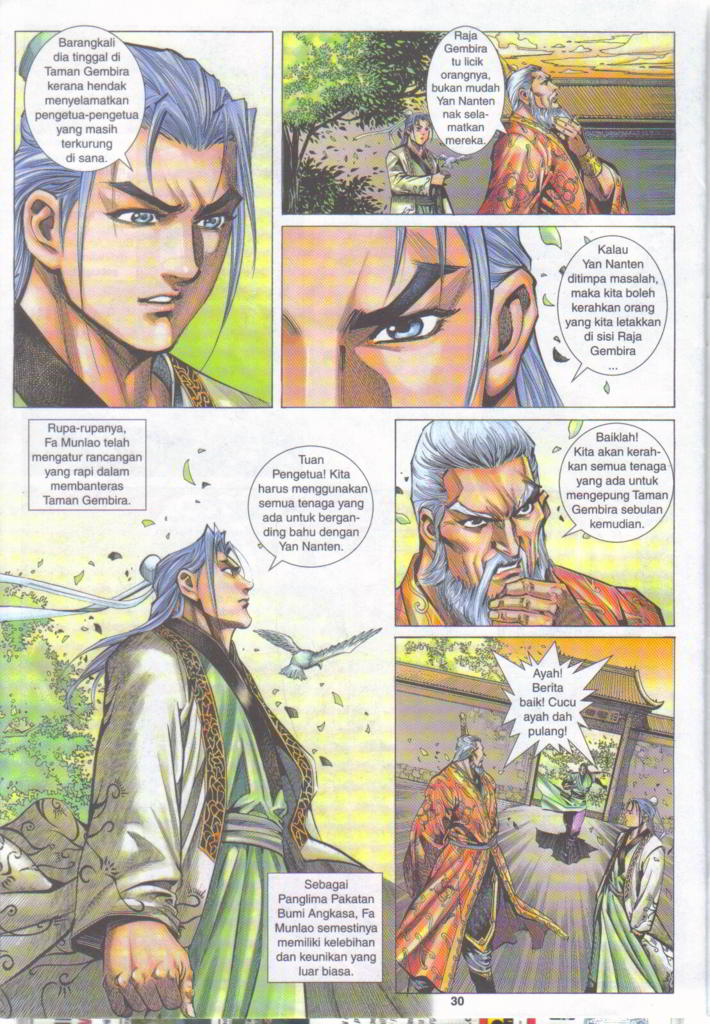 Barangkali
dia tinggal di
Taman Gembira
kerana hendak
menyelamatkan
pengetua-pengetua
yang masih
terkurung
di sana.
Raja
Gembira
tu licik
orangnya,
bukan mudah
Yan Nanten
nak sela-
matkan
mereka.
Kalau
Yan Nanten
ditimpa masalah,
maka kita boleh
kerahkan orang
yang kita letakkan
di sisi Raja
Gembira
...
Rupa-rupanya,
Fa Munlao telah
mengatur rancangan
yang rapi dalam
membanteras
Taman Gembira.
Tuan
Pengetua! Kita
harus menggunakan
semua tenaga yang
ada untuk bergan-
ding bahu dengan
Yan Nanten.
Baiklah!
Kita akan kerah-
kan semua tenaga
yang ada untuk
mengepung Taman
Gembira sebulan
kemudian.
Ayah!
Berita
baik! Cucu
ayah dah
pulang!
Sebagai
Panglima Pakatan
Bumi Angkasa, Fa
Munlao semestinya
memiliki kelebihan
dan keunikan yang
luar biasa.
30